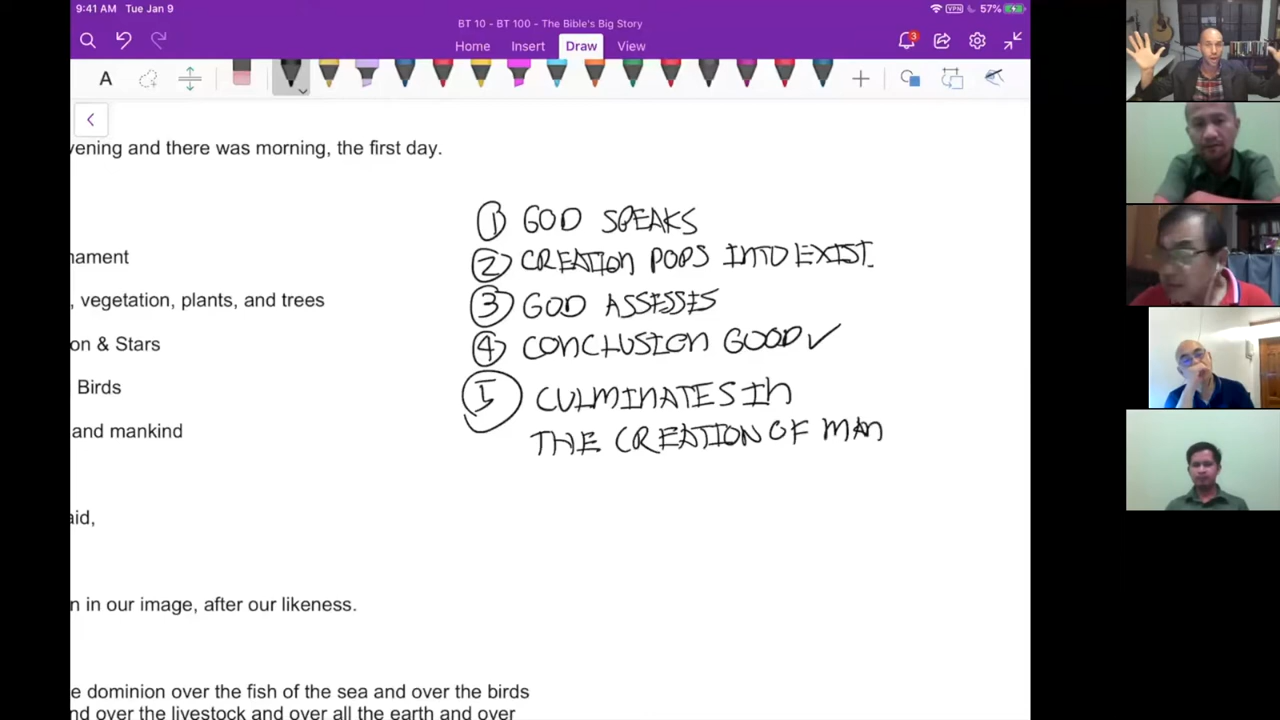 9:41 AM Tue Jan 9
VPN 57%
BT 10 - BT 100 - The Bible's Big Story
Home Insert Draw View
3
A
vening and there was morning, the first day.
① GOD SPEAKS
nament
② CREATION POPS INTO EXIST.
, vegetation, plants, and trees
③ GOD ASSESSES
on & Stars
④ CONCLUSION GOOD✓
Birds
⑤ CULMINATES IN
and mankind
THE CREATION OF MAN
aid,
n in our image, after our likeness.
e dominion over the fish of the sea and over the birds
nd over the livestock and over all the earth and over